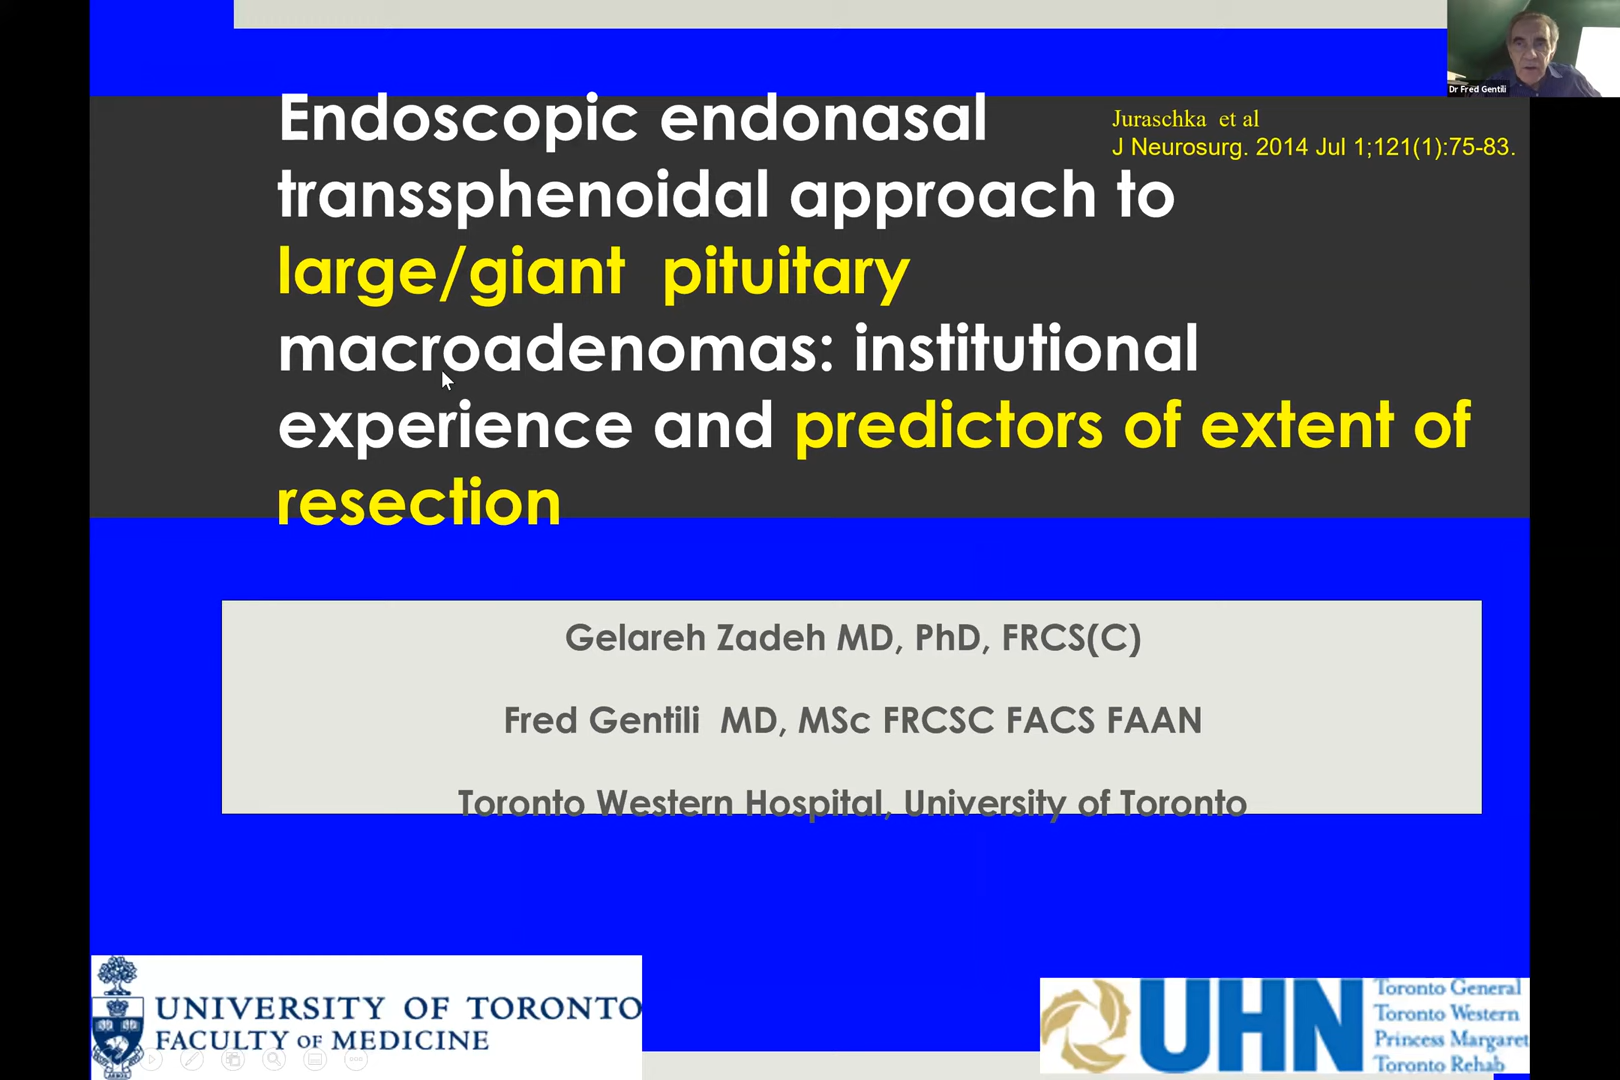 Dr Fred Gentili
Endoscopic endonasal
Juraschka et al
J Neurosurg. 2014 Jul 1;121(1):75-83.
transsphenoidal approach to
large/giant pituitary
macroadenomas: institutional
experience and predictors of extent of
resection
Gelareh Zadeh MD, PhD, FRCS(C)
Fred Gentili MD, MSc FRCSC FACS FAAN
Toronto Western Hospital, University of Toronto
UNIVERSITY OF TORONTO
FACULTY OF MEDICINE
UHN
Toronto General
Toronto Western
Princess Margaret
Toronto Rehab